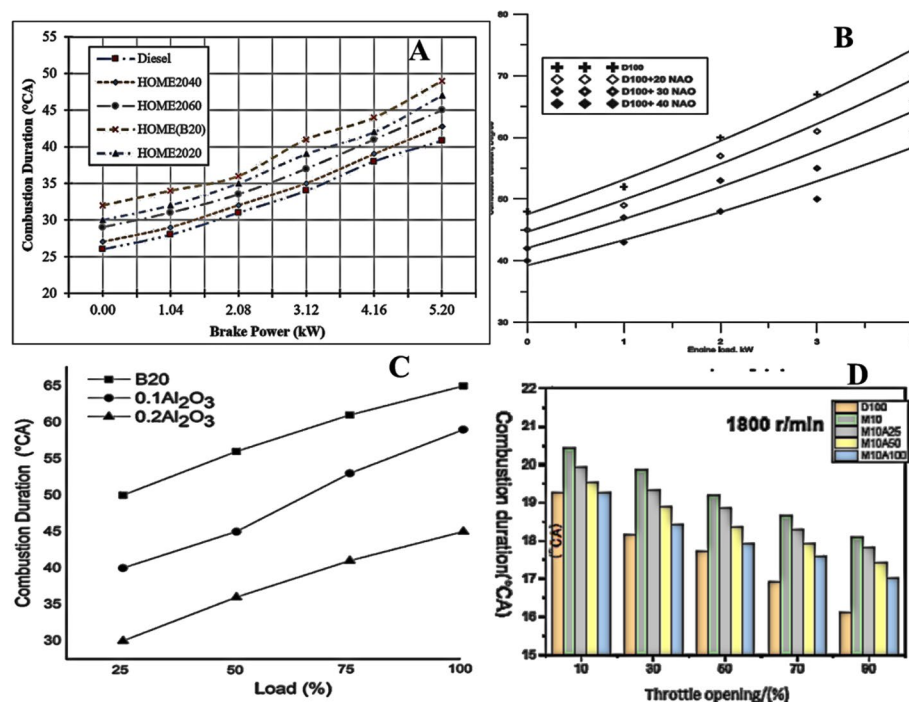 A
Combustion Duration (°CA)
55
50
45
40
35
30
25
20
Diesel
HOME2040
HOME2060
HOME(B20)
HOME2020
0.00 1.04 2.08 3.12 4.16 5.20
Brake Power (kW)
B
80
70
60
50
40
30
D100
D100+20 NAO
D100+ 30 NAO
D100+ 40 NAO
0 1 2 3
Engine load, kW
C
Combustion Duration (°CA)
65
60
55
50
45
40
35
30
B20
0.1Al₂O₃
0.2Al₂O₃
25 50 75 100
Load (%)
D
Combustion duration(°CA)
(°CA)
22
21
20
19
18
17
16
15
1800 r/min
D100
M10
M10A25
M10A50
M10A100
10 30 60 70 90
Throttle opening/(%)